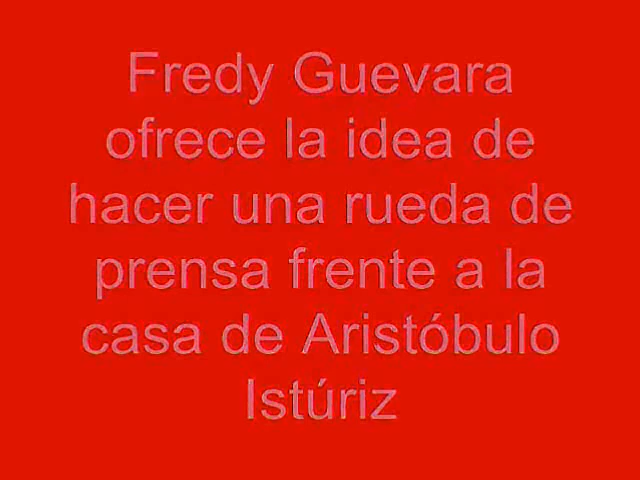 Fredy Guevara
ofrece la idea de
hacer una rueda de
prensa frente a la
casa de Aristóbulo
Istúriz